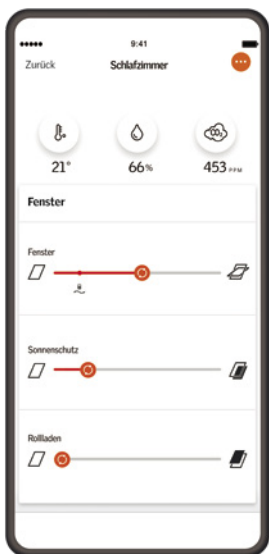 9:41
Zurück Schlafzimmer
21° 66% 453 PPM
Fenster
Fenster
Sonnenschutz
Rollladen